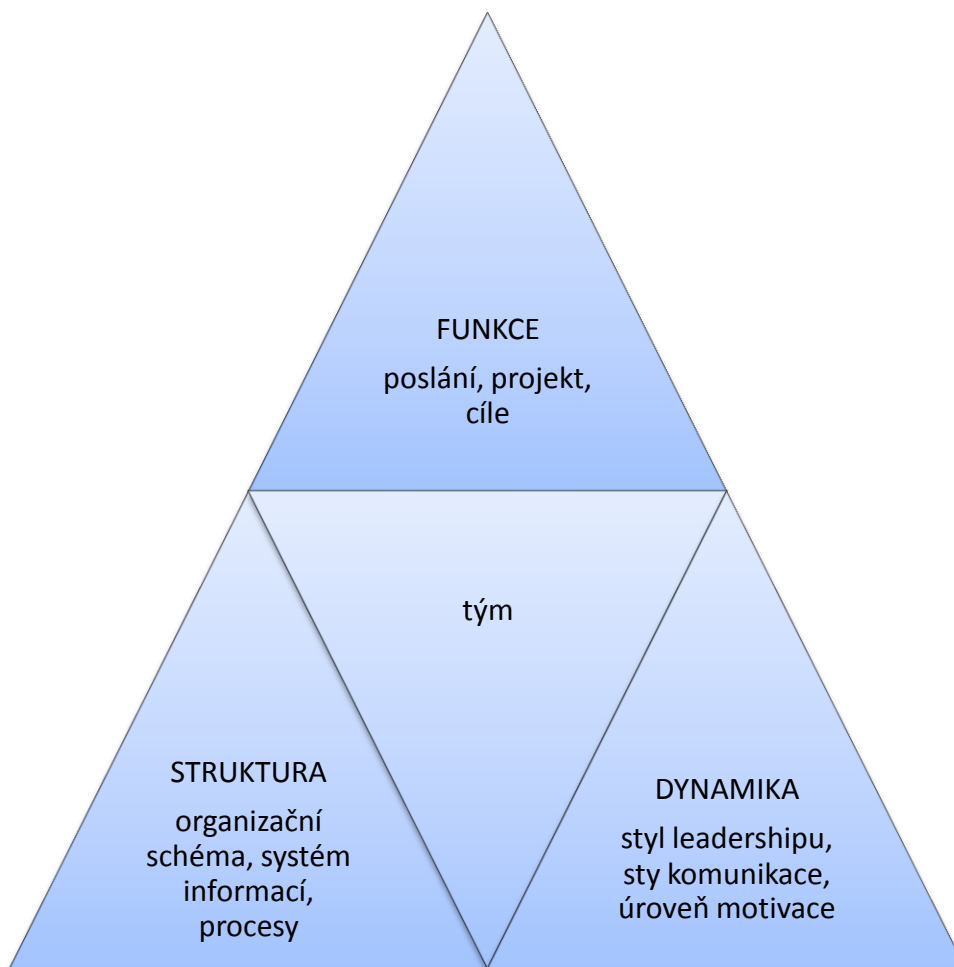 FUNKCE
poslání, projekt,
cíle
tým
STRUKTURA
organizační
schéma, systém
informací,
procesy
DYNAMIKA
styl leadershipu,
sty komunikace,
úroveň motivace